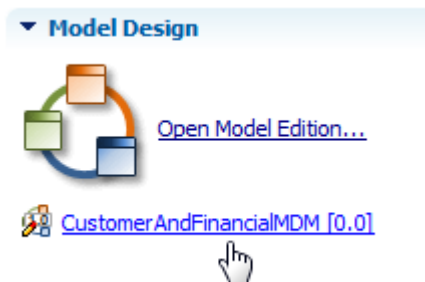 Model Design
Open Model Edition...
CustomerAndFinancialMDM [0.0]